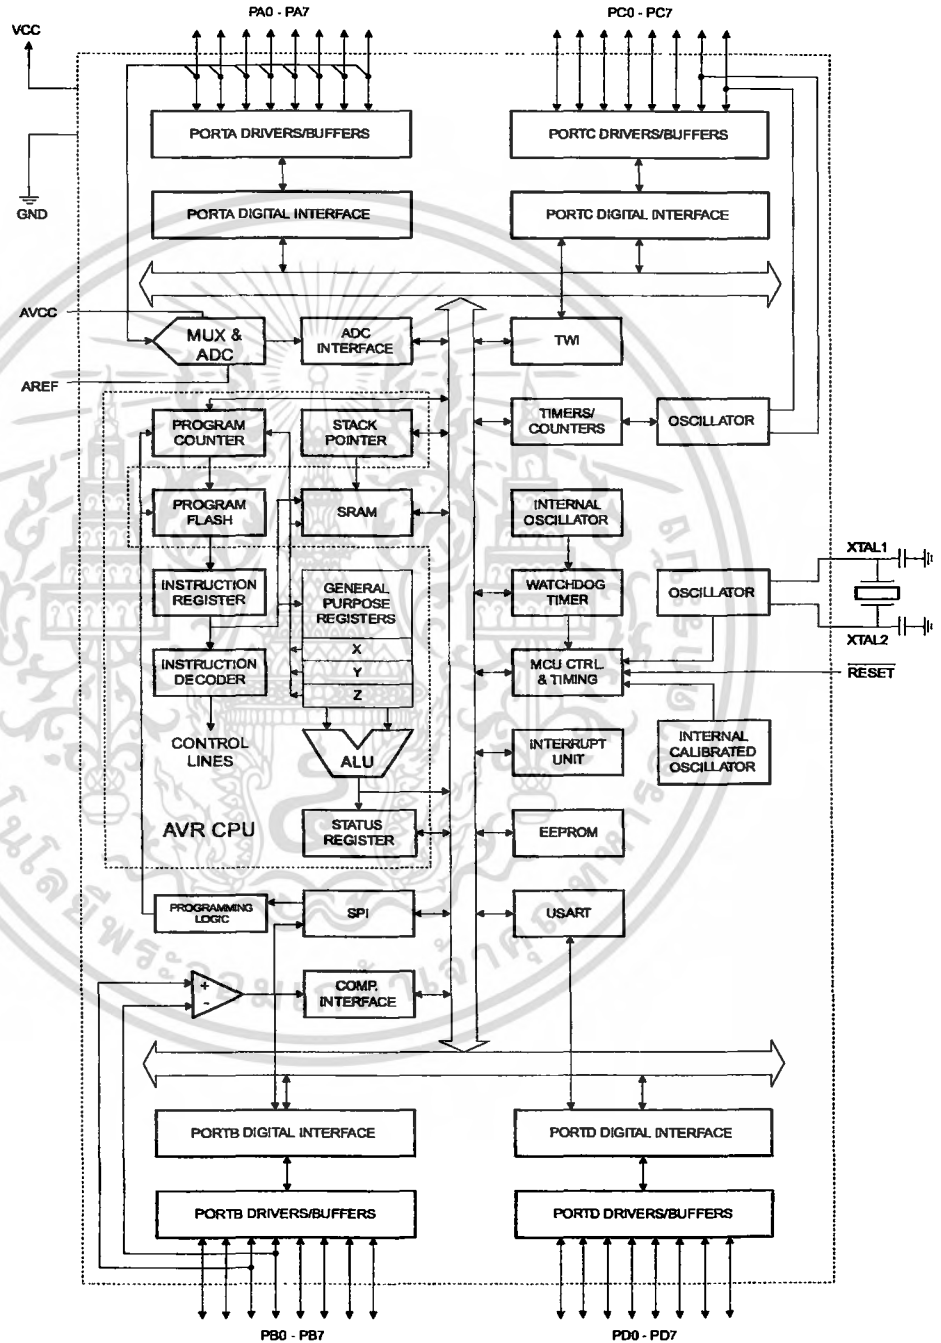 PA0 - PA7
PC0 - PC7
VCC
PORTA DRIVERS/BUFFERS
PORTC DRIVERS/BUFFERS
GND
PORTA DIGITAL INTERFACE
PORTC DIGITAL INTERFACE
AVCC
MUX &
ADC
ADC
INTERFACE
TWI
AREF
PROGRAM
COUNTER
STACK
POINTER
TIMERS/
COUNTERS
OSCILLATOR
PROGRAM
FLASH
SRAM
INTERNAL
OSCILLATOR
XTAL1
INSTRUCTION
REGISTER
GENERAL
PURPOSE
REGISTERS
WATCHDOG
TIMER
OSCILLATOR
XTAL2
X
INSTRUCTION
DECODER
Y
MCU CTRL.
& TIMING
RESET
Z
CONTROL
LINES
ALU
INTERRUPT
UNIT
INTERNAL
CALIBRATED
OSCILLATOR
AVR CPU
STATUS
REGISTER
EEPROM
PROGRAMMING
LOGIC
SPI
USART
+
-
COMP.
INTERFACE
PORTB DIGITAL INTERFACE
PORTD DIGITAL INTERFACE
PORTB DRIVERS/BUFFERS
PORTD DRIVERS/BUFFERS
PB0 - PB7
PD0 - PD7